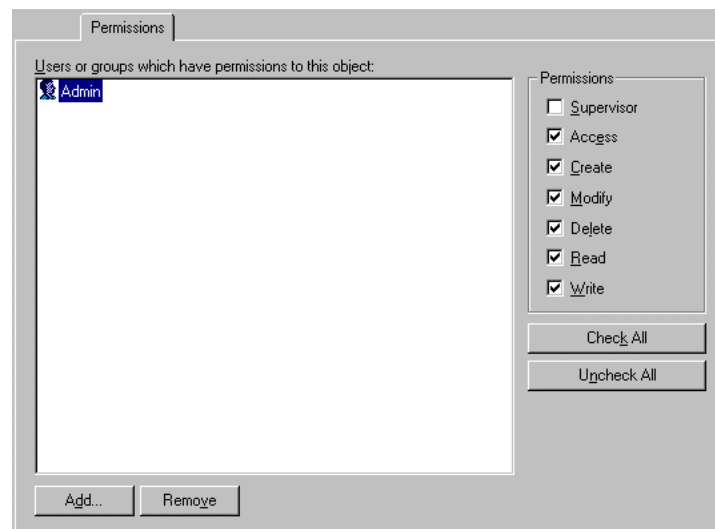 Permissions
Users or groups which have permissions to this object:
Admin
Permissions
Supervisor
Access
Create
Modify
Delete
Read
Write
Check All
Uncheck All
Add...
Remove